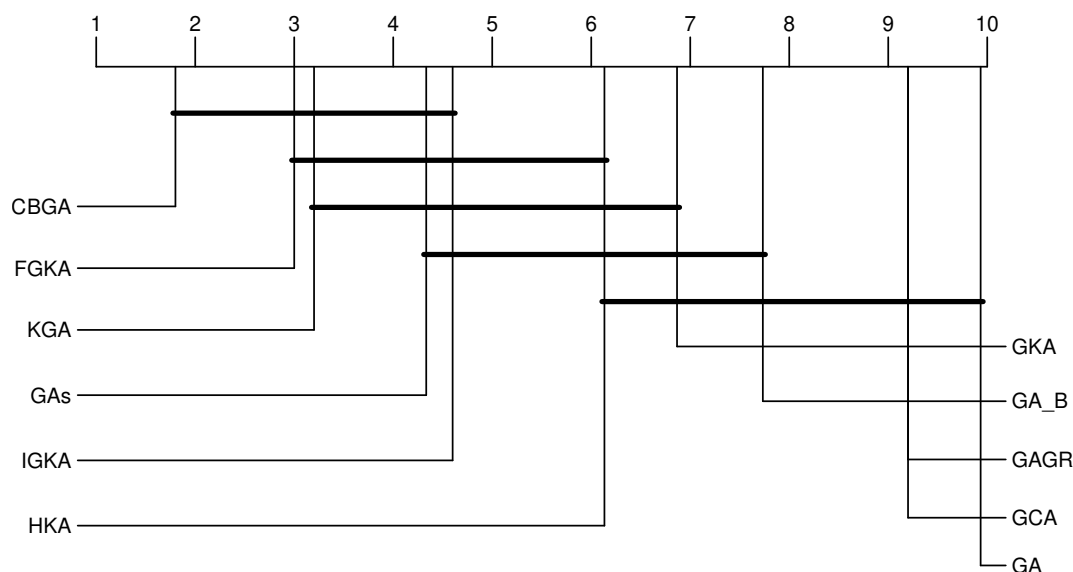 1 2 3 4 5 6 7 8 9 10
CBGA
FGKA
KGA
GAs
IGKA
HKA
GKA
GA_B
GAGR
GCA
GA